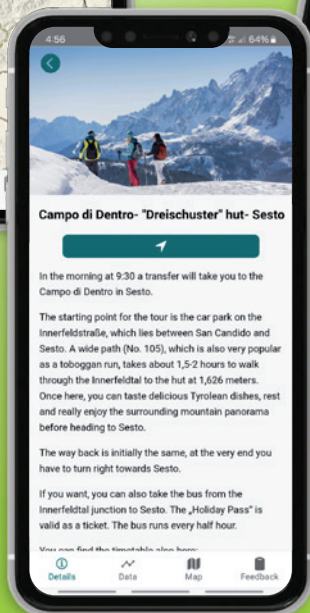 4:56
64%
Campo di Dentro- "Dreischuster" hut- Sesto
In the morning at 9:30 a transfer will take you to the
Campo di Dentro in Sesto.
The starting point for the tour is the car park on the
Innerfeldstraße, which lies between San Candido and
Sesto. A wide path (No. 105), which is also very popular
as a toboggan run, takes about 1,5-2 hours to walk
through the Innerfeldtal to the hut at 1,626 meters.
Once here, you can taste delicious Tyrolean dishes, rest
and really enjoy the surrounding mountain panorama
before heading to Sesto.
The way back is initially the same, at the very end you
have to turn right towards Sesto.
If you want, you can also take the bus from the
Innerfeldtal junction to Sesto. The „Holiday Pass" is
valid as a ticket. The bus runs every half hour.
You can find the timetable also here:
Details Data Map Feedback